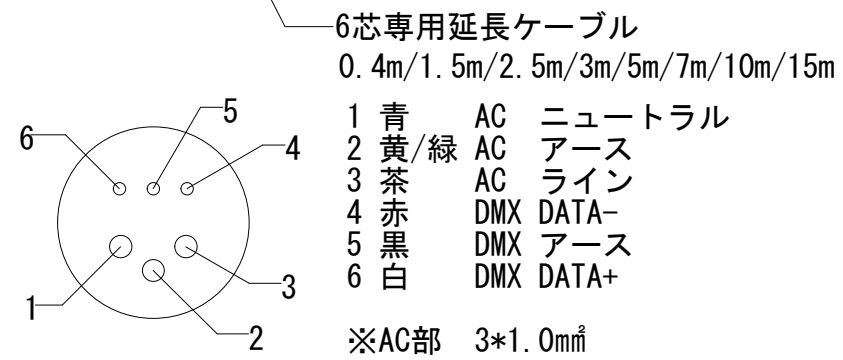 6芯専用延長ケーブル
0.4m/1.5m/2.5m/3m/5m/7m/10m/15m
5
6
4
1
3
2
1 青 AC ニュートラル
2 黄/緑 AC アース
3 茶 AC ライン
4 赤 DMX DATA-
5 黒 DMX アース
6 白 DMX DATA+
※AC部 3*1.0m㎡